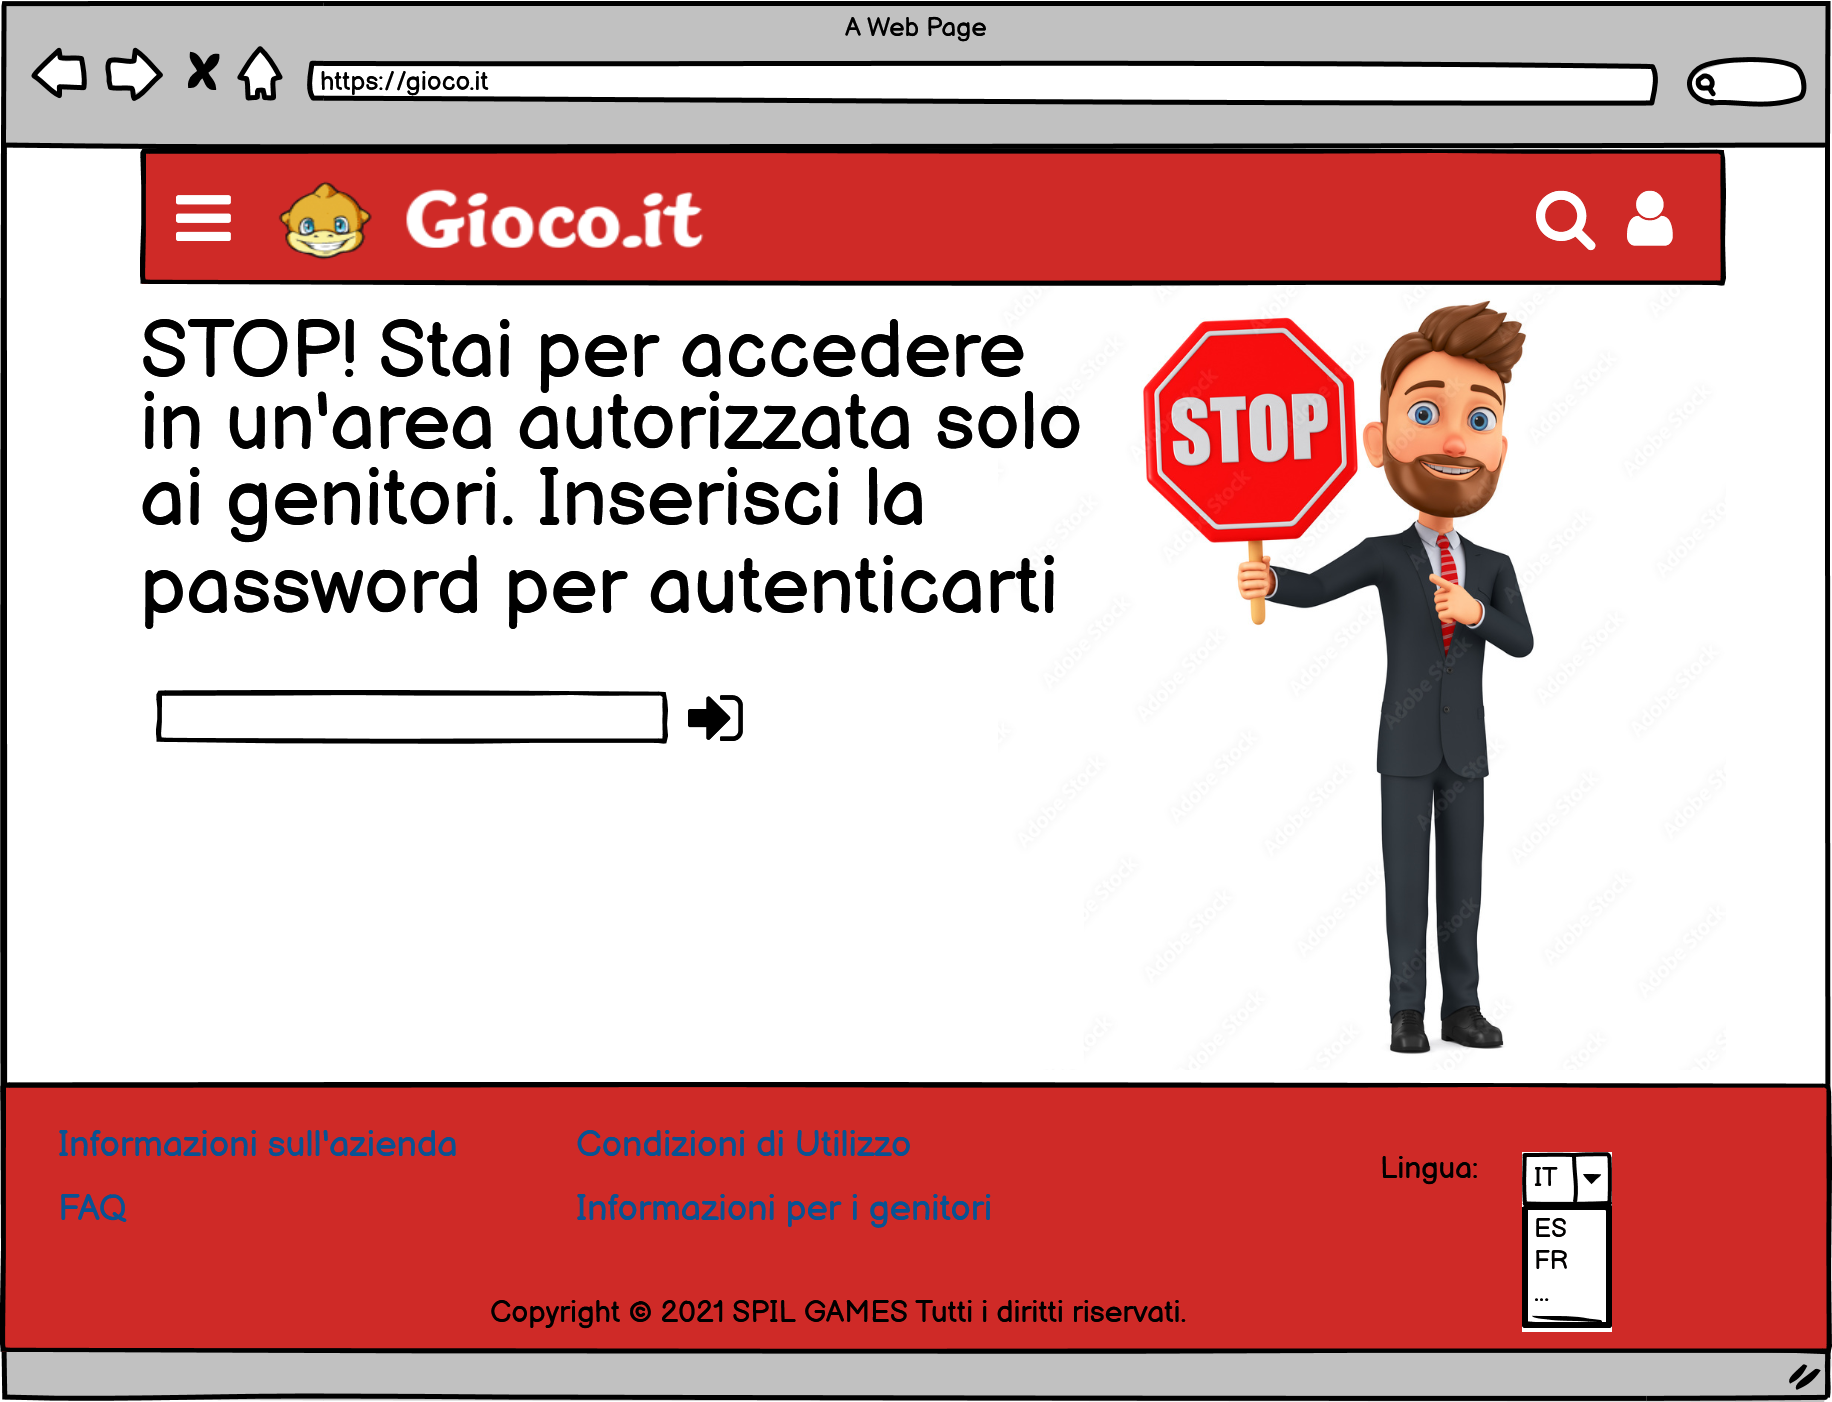 A Web Page
https://gioco.it
Gioco.it
STOP! Stai per accedere
in un'area autorizzata solo
ai genitori. Inserisci la
password per autenticarti
STOP
Adobe Stock
Informazioni sull'azienda
Condizioni di Utilizzo
FAQ
Informazioni per i genitori
Lingua:
IT
ES
FR
...
Copyright © 2021 SPIL GAMES Tutti i diritti riservati.